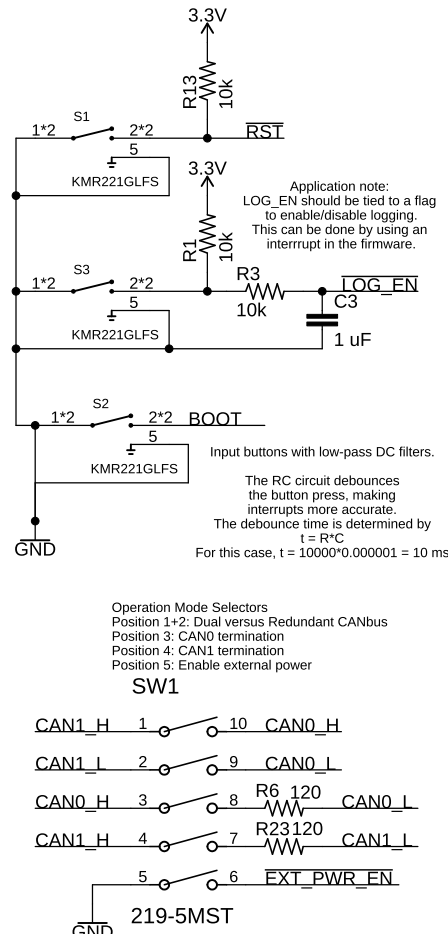 3.3V
R13
10k
S1
1*2
2*2
RST
5
KMR221GLFS
3.3V
Application note:
LOG_EN should be tied to a flag
to enable/disable logging.
This can be done by using an
interrrupt in the firmware.
R1
10k
S3
1*2
2*2
R3
10k
LOG_EN
C3
1 uF
5
KMR221GLFS
S2
1*2
2*2
BOOT
5
KMR221GLFS
Input buttons with low-pass DC filters.
The RC circuit debounces
the button press, making
interrupts more accurate.
The debounce time is determined by
t = R*C
For this case, t = 10000*0.000001 = 10 ms
GND
Operation Mode Selectors
Position 1+2: Dual versus Redundant CANbus
Position 3: CAN0 termination
Position 4: CAN1 termination
Position 5: Enable external power
SW1
CAN1_H 1 10 CAN0_H
CAN1_L 2 9 CAN0_L
R6 120
CAN0_H 3 8 CAN0_L
R23 120
CAN1_H 4 7 CAN1_L
5 6 EXT_PWR_EN
219-5MST
GND